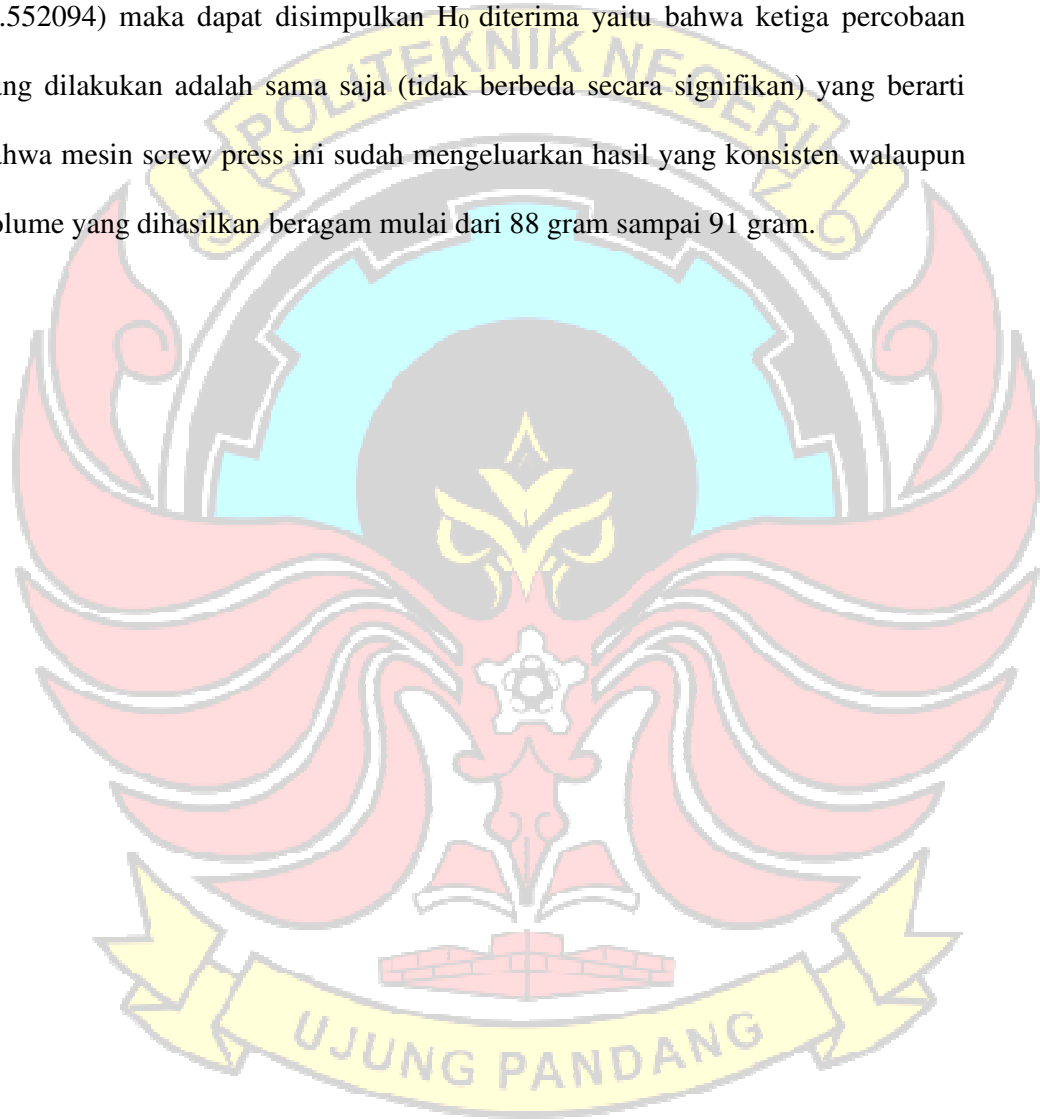 .552094) maka dapat disimpulkan H₀ diterima yaitu bahwa ketiga percobaan
ang dilakukan adalah sama saja (tidak berbeda secara signifikan) yang berarti
ahwa mesin screw press ini sudah mengeluarkan hasil yang konsisten walaupun
olume yang dihasilkan beragam mulai dari 88 gram sampai 91 gram.
POLITEKNIK NEGERI
UJUNG PANDANG